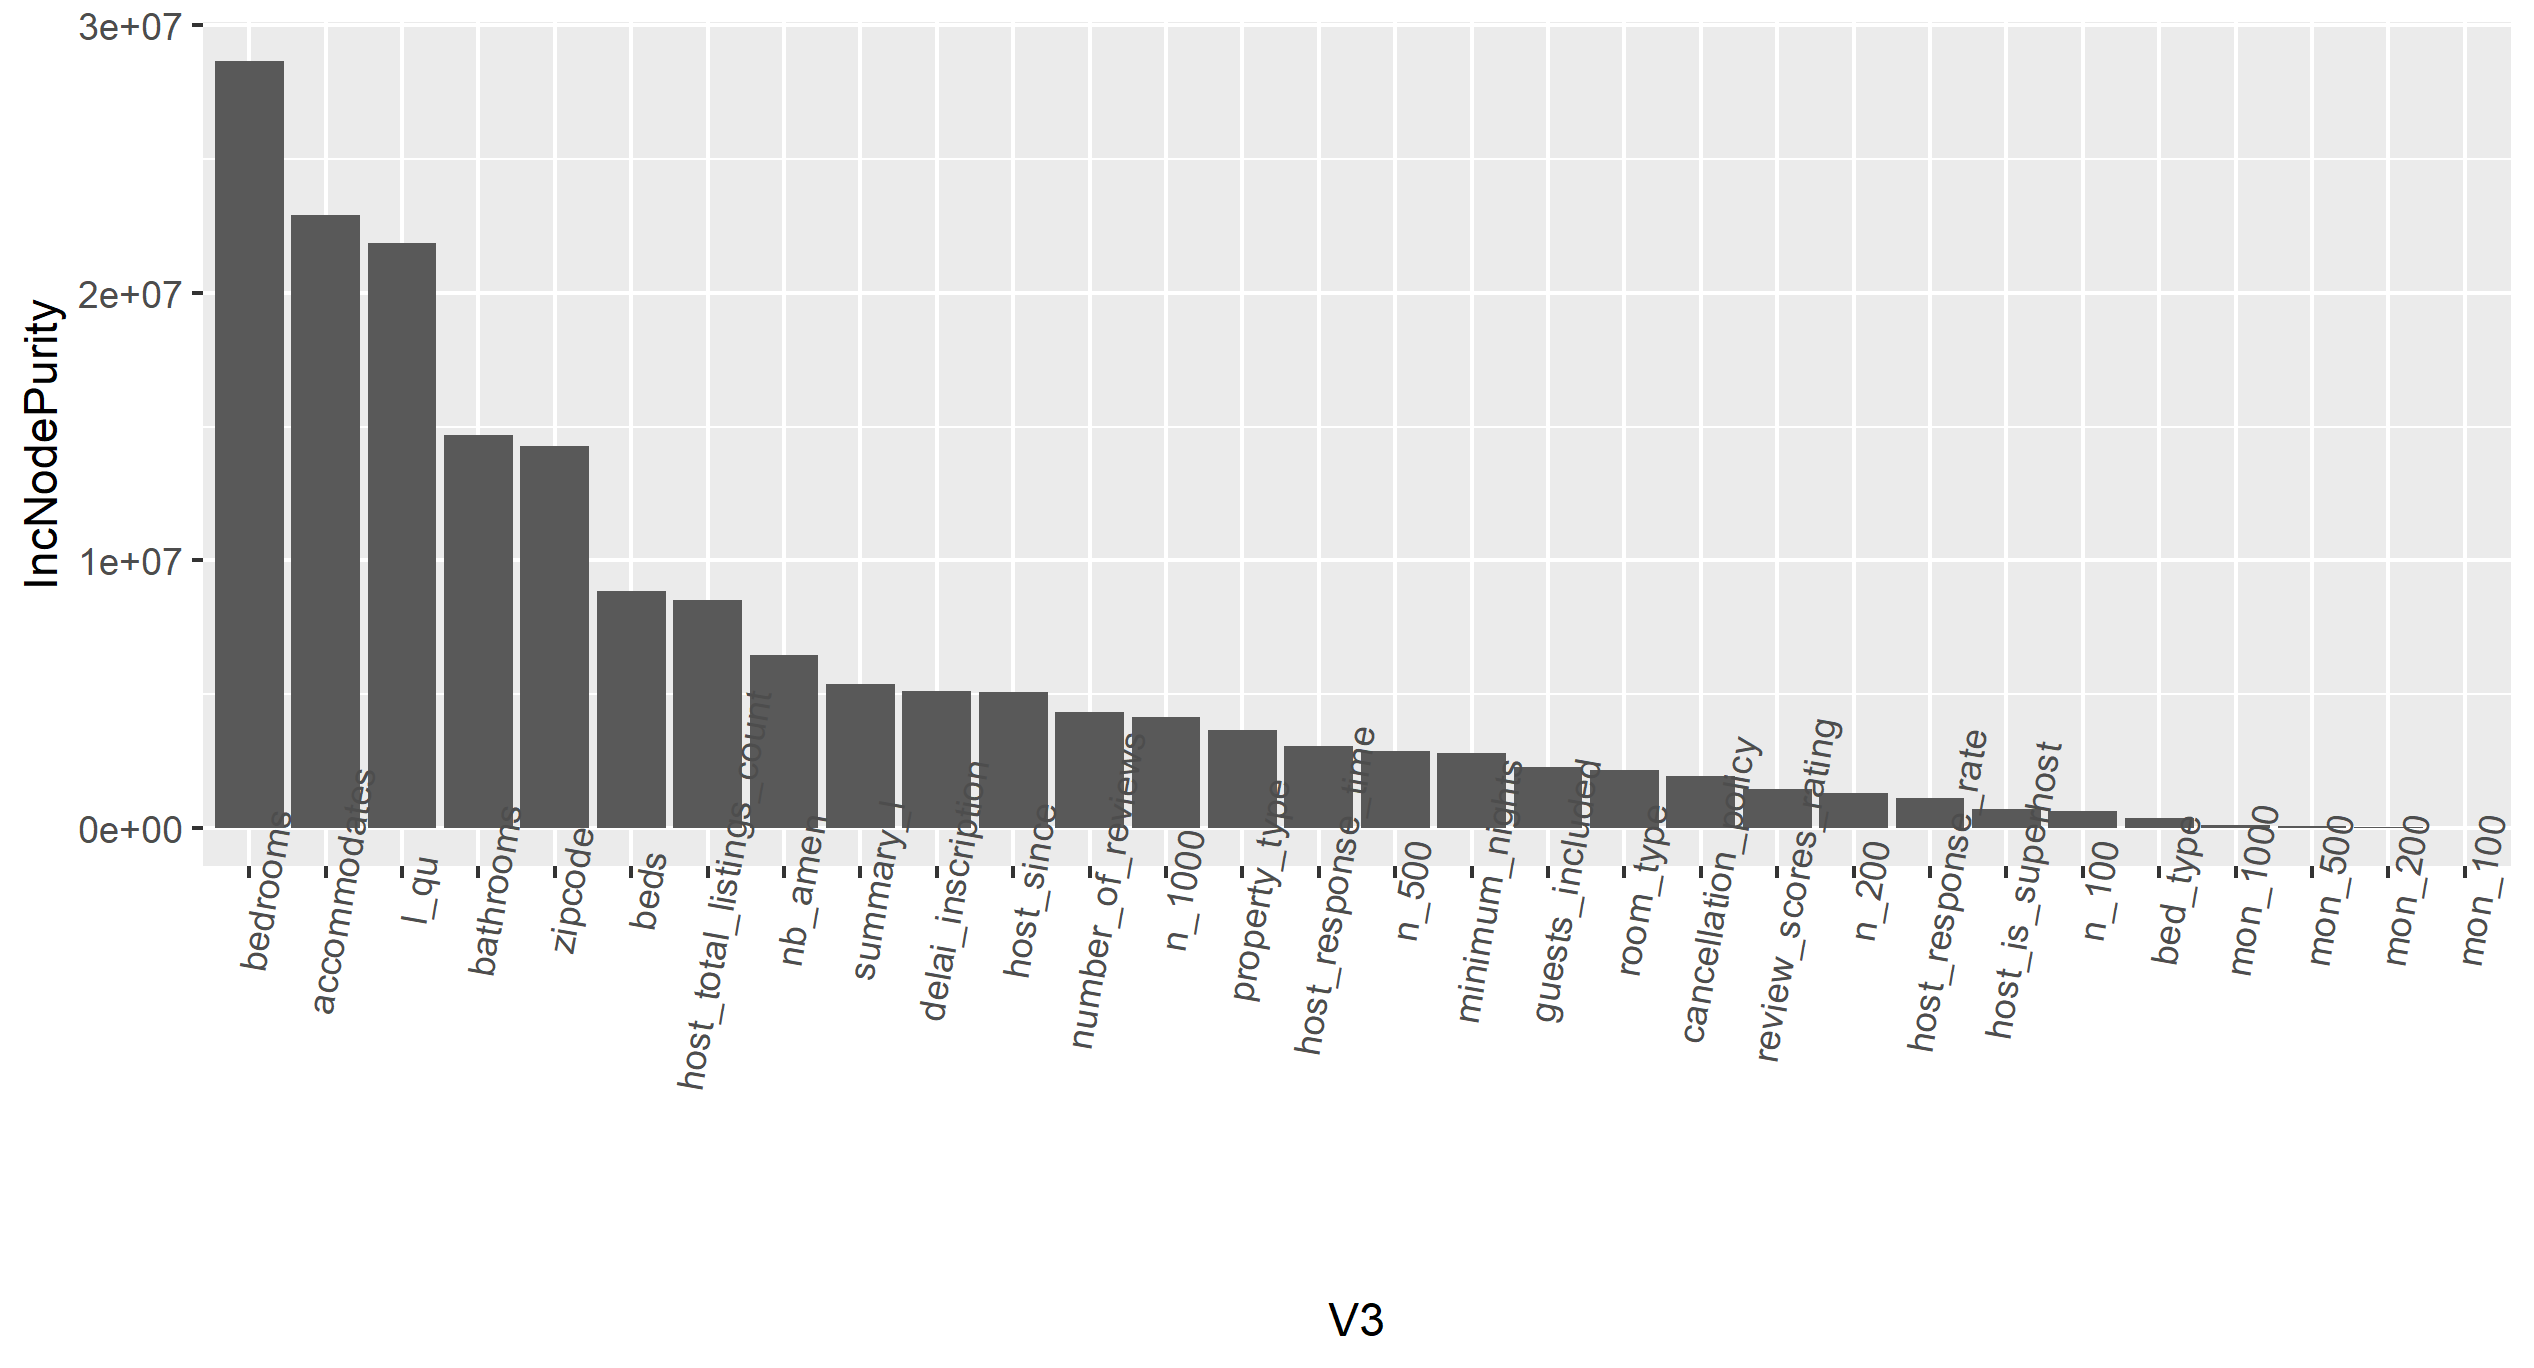 3e+07
2e+07
1e+07
0e+00
IncNodePurity
bedrooms
accommodates
l_qu
bathrooms
zipcode
beds
host_total_listings_count
nb_amen
summary_l
delai_inscription
host_since
number_of_reviews
n_1000
property_type
host_response_time
n_500
minimum_nights
guests_included
room_type
cancellation_policy
review_scores_rating
n_200
host_response_rate
host_is_superhost
n_100
bed_type
mon_1000
mon_500
mon_200
mon_100
V3